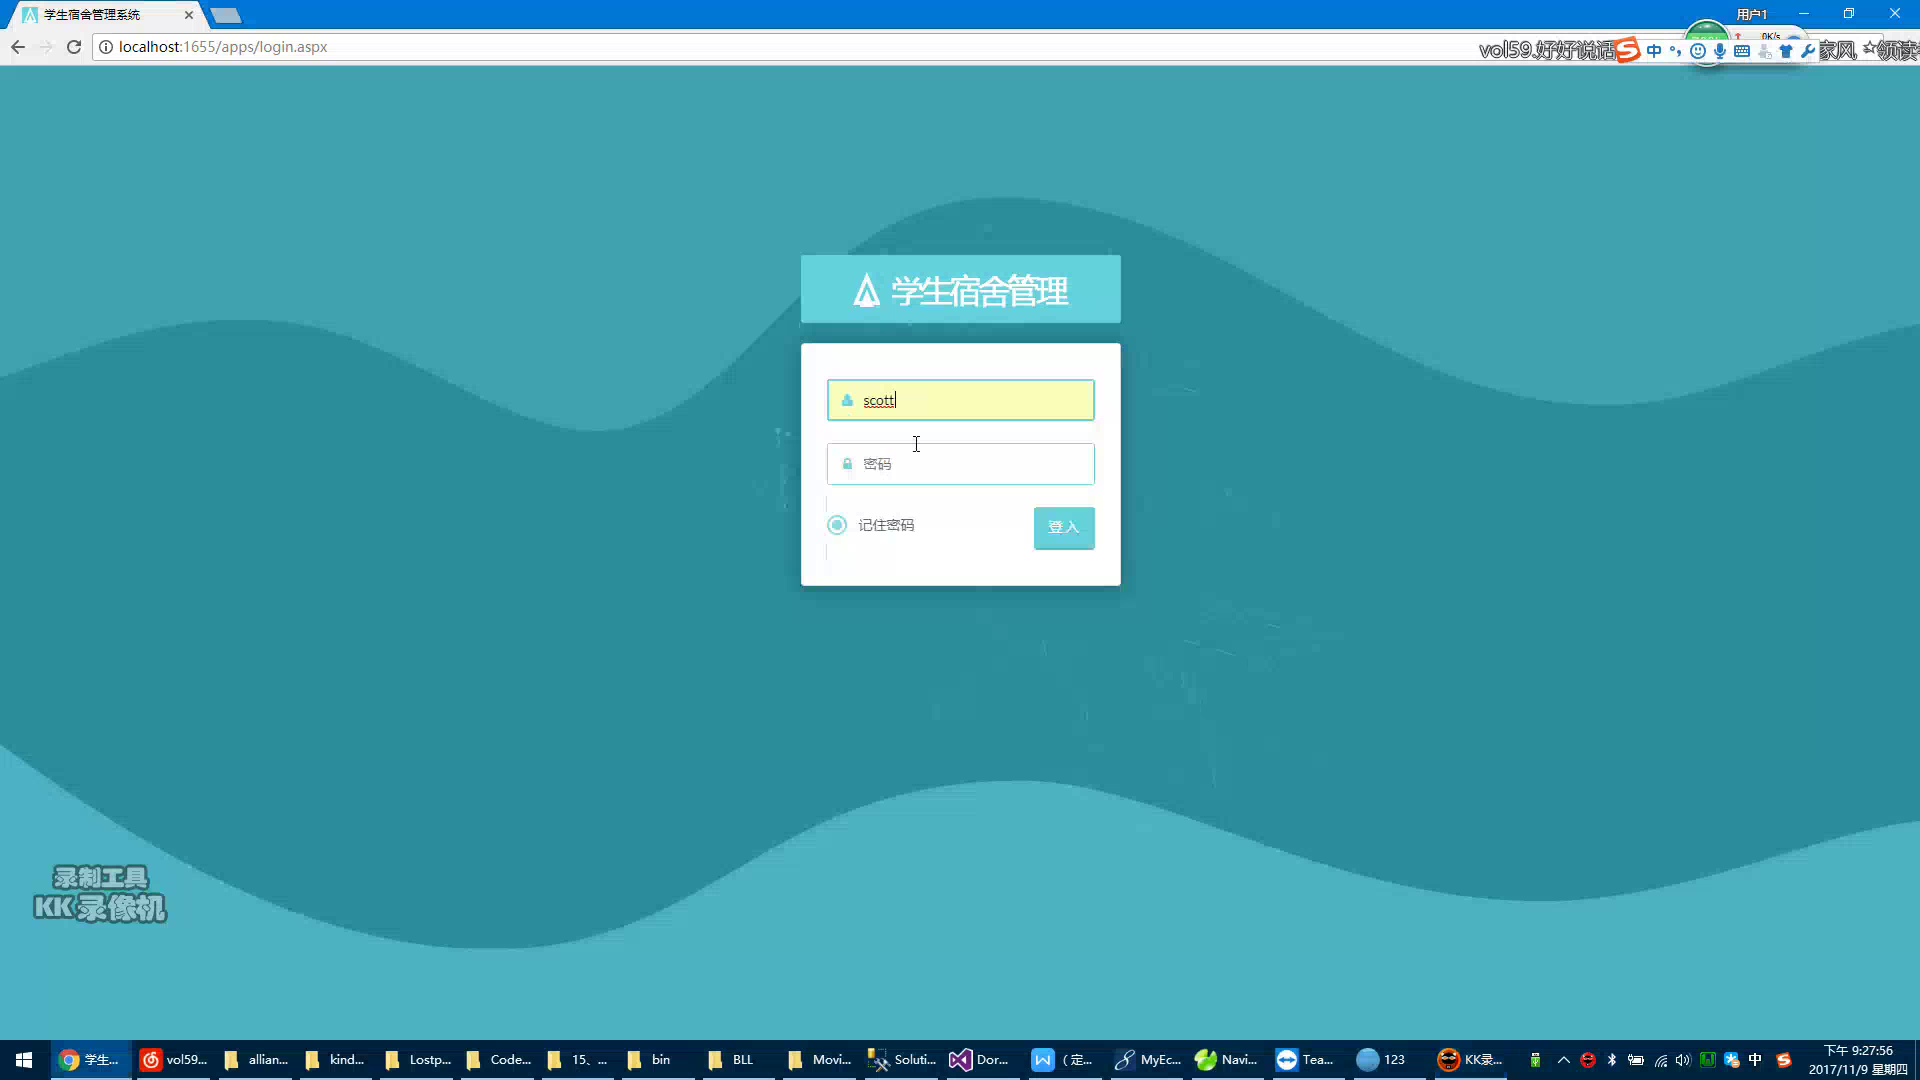 学生宿舍管理系统
用户1
localhost:1655/apps/login.aspx
0K/s
vol59.好好说话
中
家风
领读
学生宿舍管理
scott
密码
记住密码
登入
录制工具
KK 录像机
学生...
vol59...
allian...
kind...
Lostp...
Code...
15、...
bin
BLL
Movi...
Soluti...
Dor...
（定...
MyEc...
Navi...
Tea...
123
KK录...
中
下午 9:27:56
2017/11/9 星期四